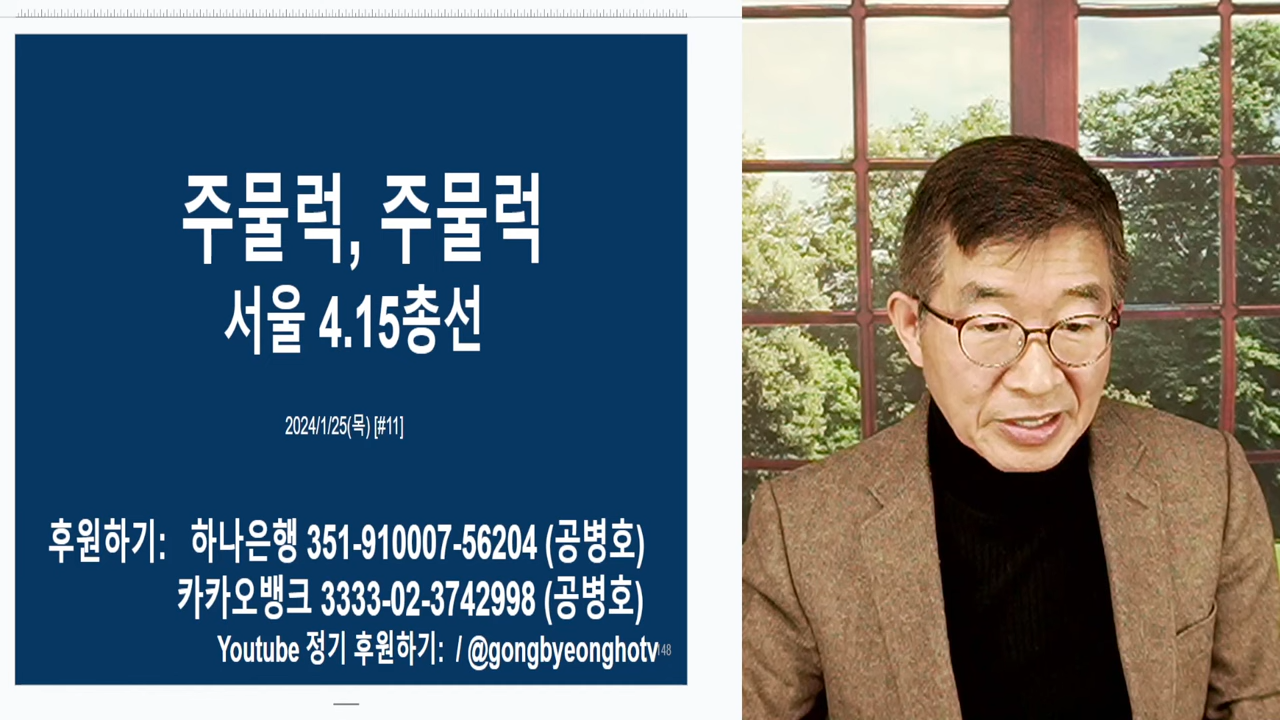 주물럭, 주물럭
서울 4.15총선
2024/1/25(목) [#11]
후원하기: 하나은행 351-910007-56204 (공병호)
카카오뱅크 3333-02-3742998 (공병호)
Youtube 정기 후원하기: / @gongbyeonghotv
148